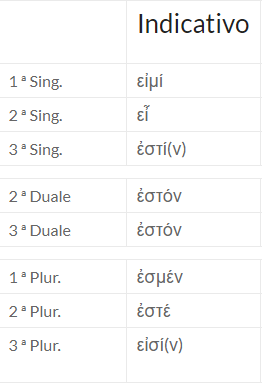 Indicativo
1 ª Sing. εἰμί
2 ª Sing. εἶ
3 ª Sing. ἐστί(ν)
2 ª Duale ἐστόν
3 ª Duale ἐστόν
1 ª Plur. ἐσμέν
2 ª Plur. ἐστέ
3 ª Plur. εἰσί(ν)